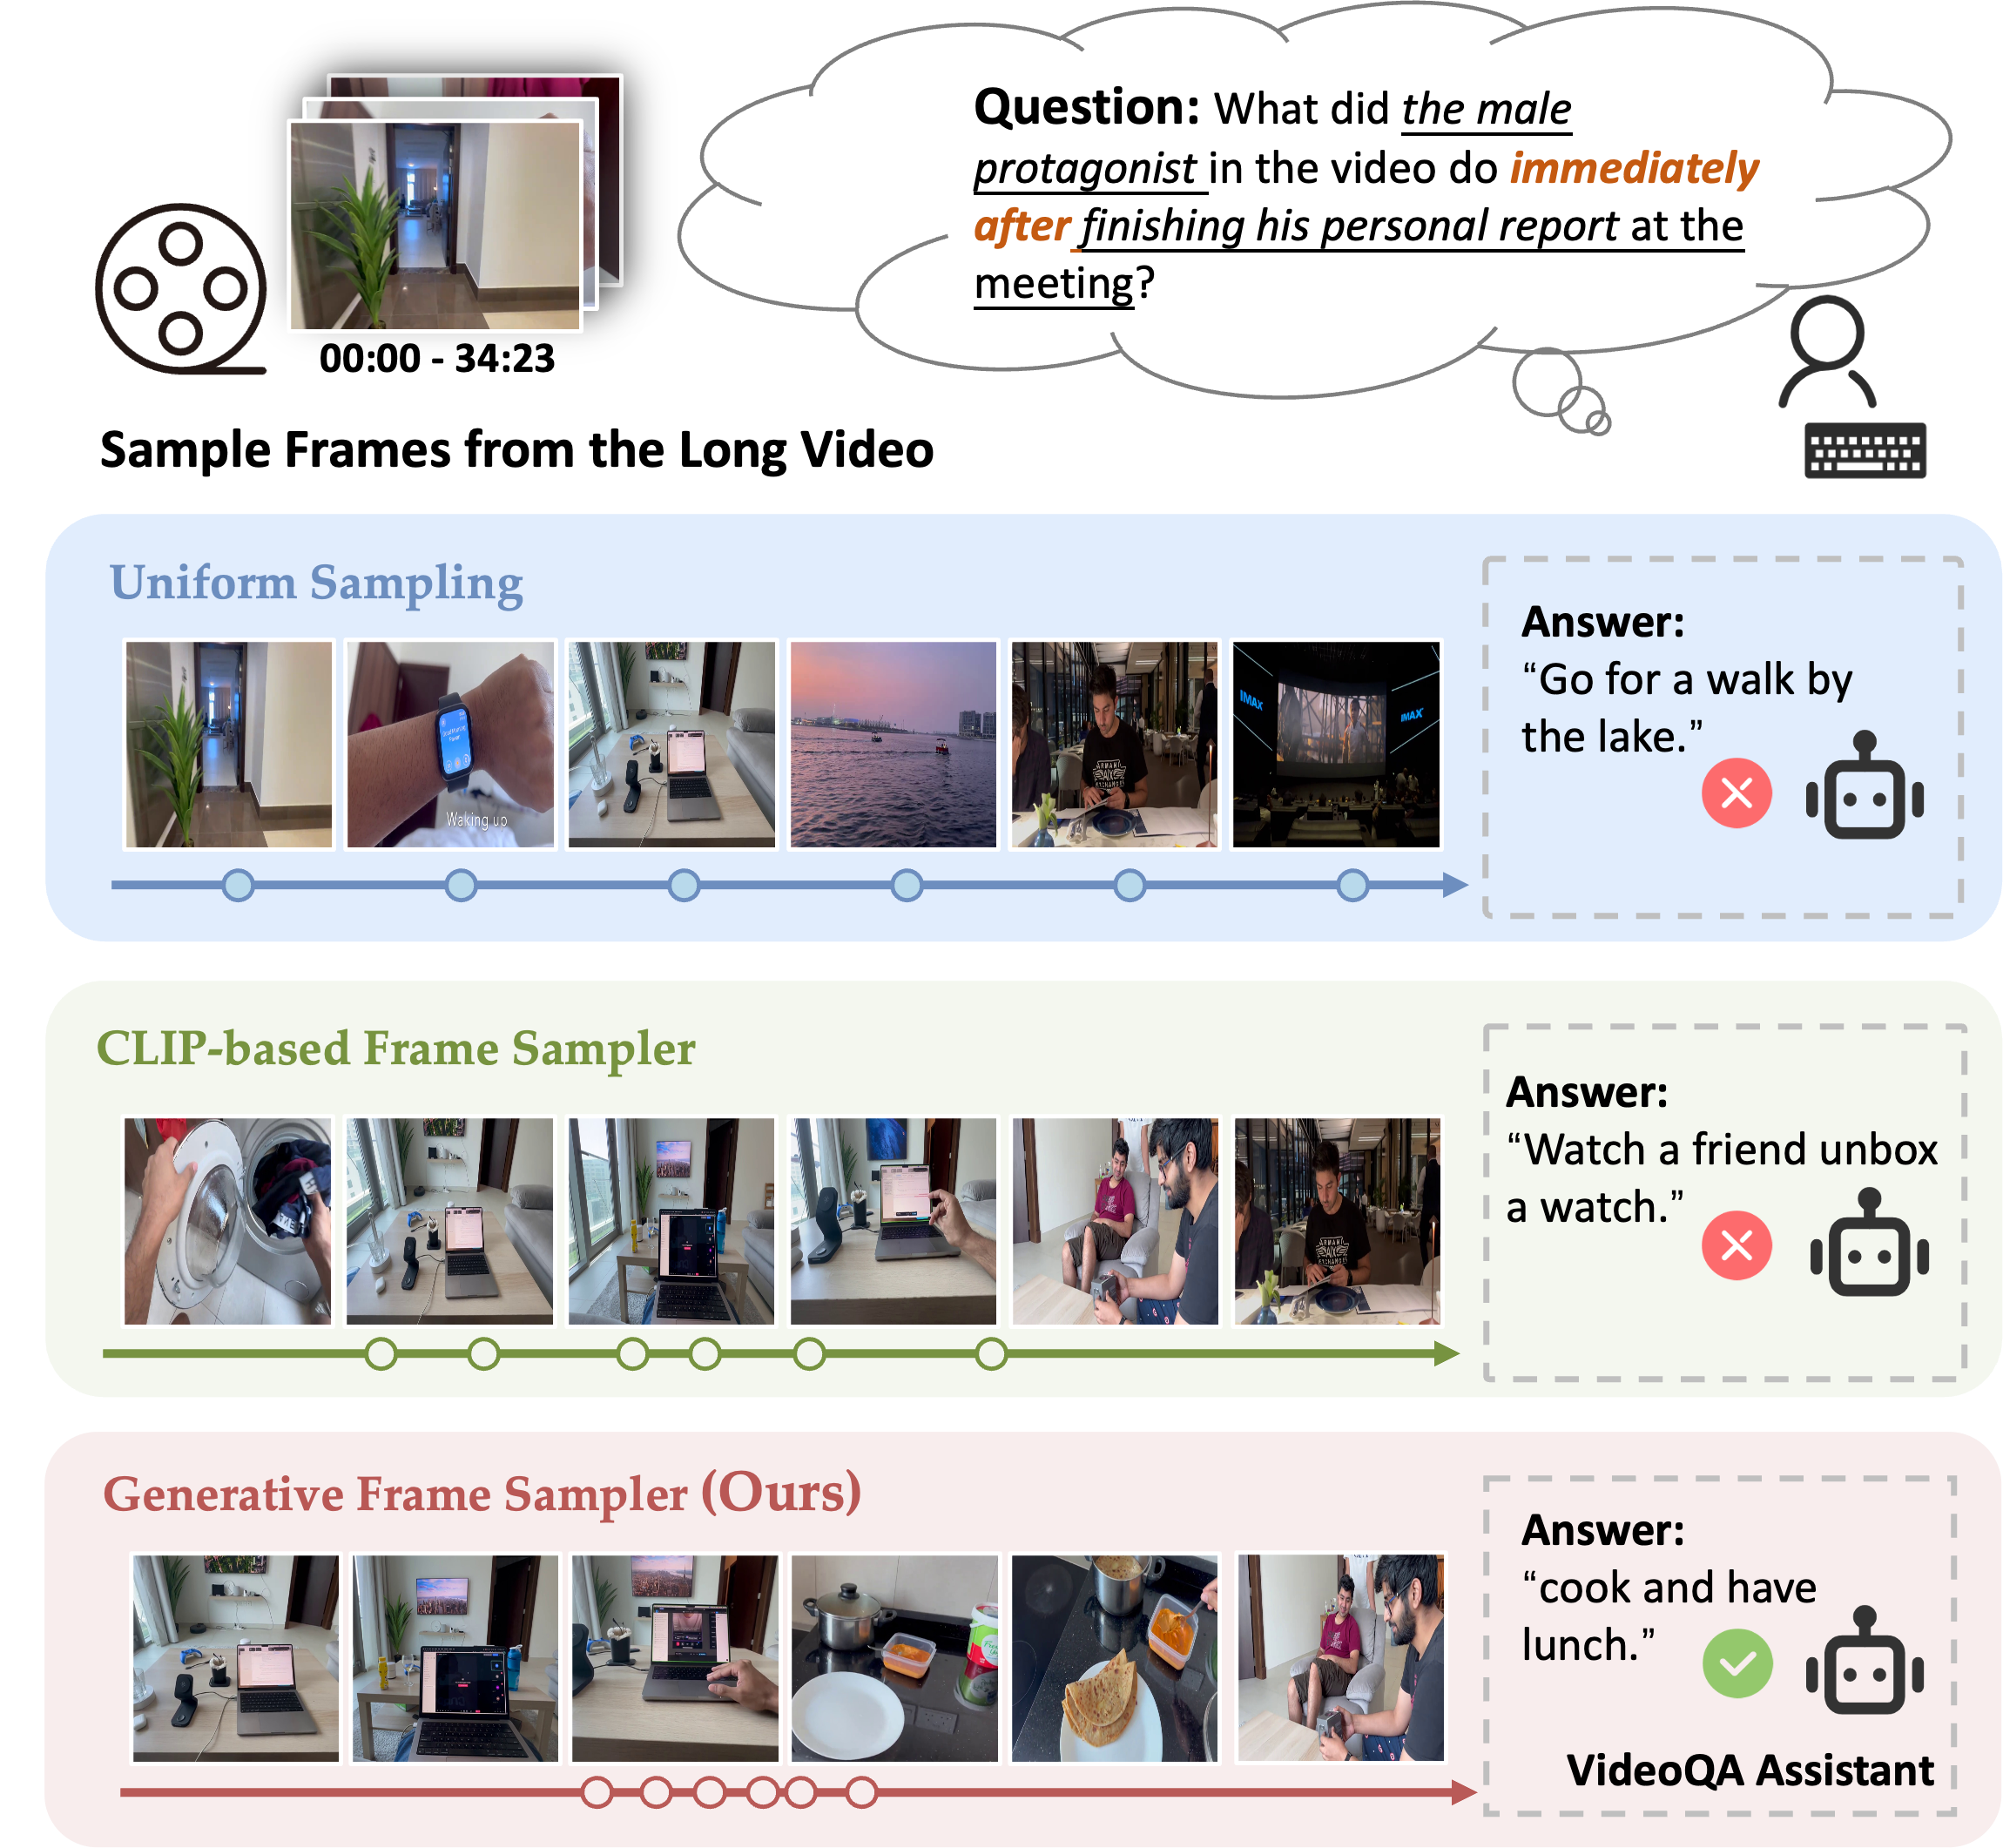 Question: What did the male
protagonist in the video do immediately
after finishing his personal report at the
meeting?
00:00 - 34:23
Sample Frames from the Long Video
Uniform Sampling
Waking up
ARMANI
EXCHANGE
IMAX
IMAX
Answer:
“Go for a walk by
the lake.”
CLIP-based Frame Sampler
Answer:
“Watch a friend unbox
a watch.”
Generative Frame Sampler (Ours)
Answer:
“cook and have
lunch.”
VideoQA Assistant